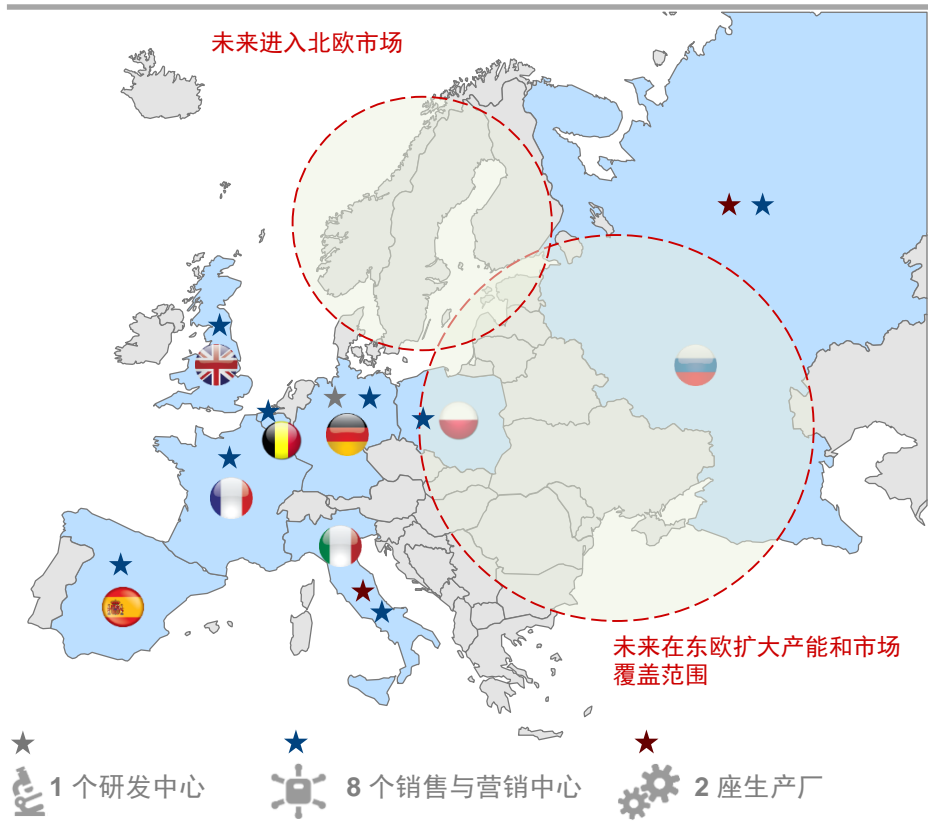 未来进入北欧市场
未来在东欧扩大产能和市场
覆盖范围
1 个研发中心
8 个销售与营销中心
2 座生产厂